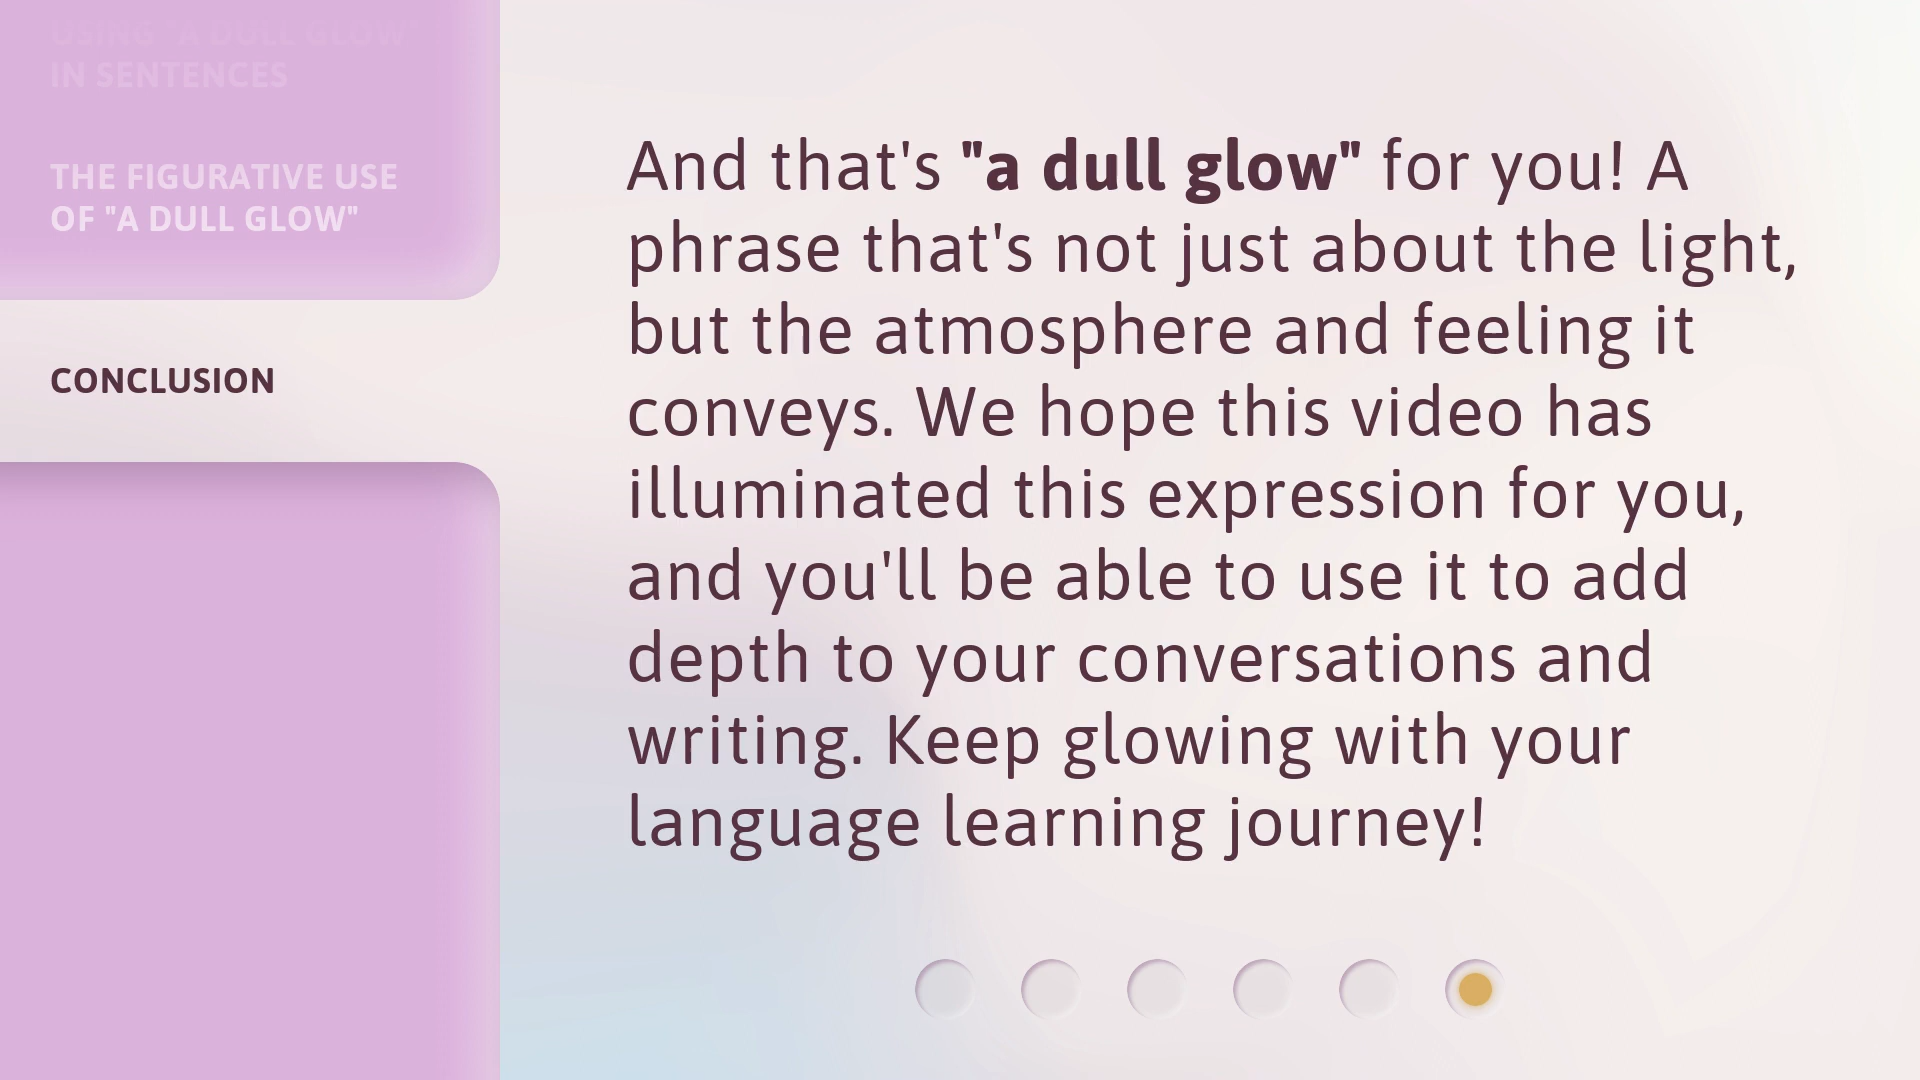 USING "A DULL GLOW
IN SENTENCES
THE FIGURATIVE USE
OF "A DULL GLOW"
CONCLUSION
And that's "a dull glow" for you! A
phrase that's not just about the light,
but the atmosphere and feeling it
conveys. We hope this video has
illuminated this expression for you,
and you'll be able to use it to add
depth to your conversations and
writing. Keep glowing with your
language learning journey!